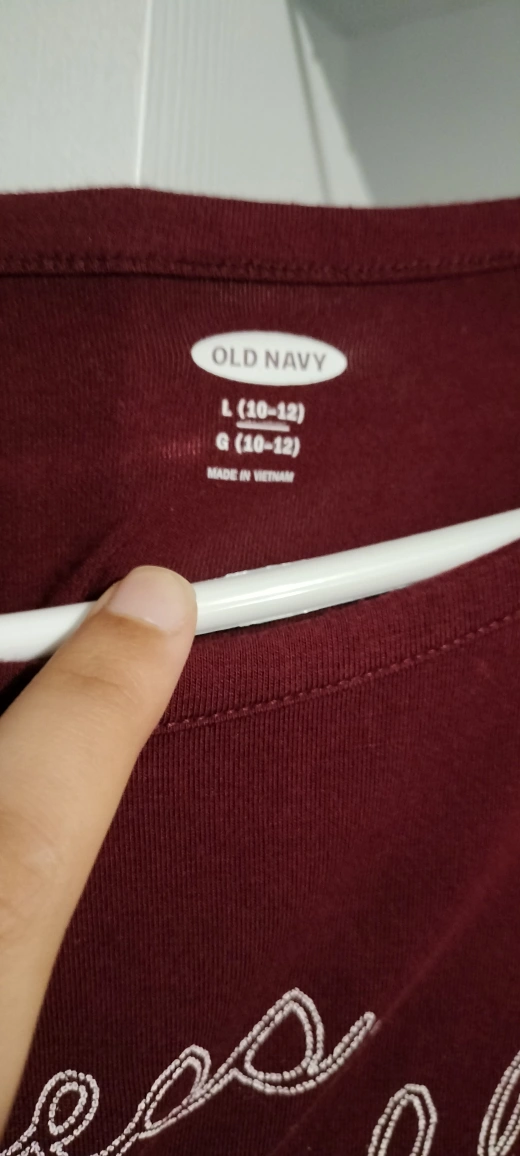 OLD NAVY
L (10-12)
G (10-12)
MADE IN VIETNAM